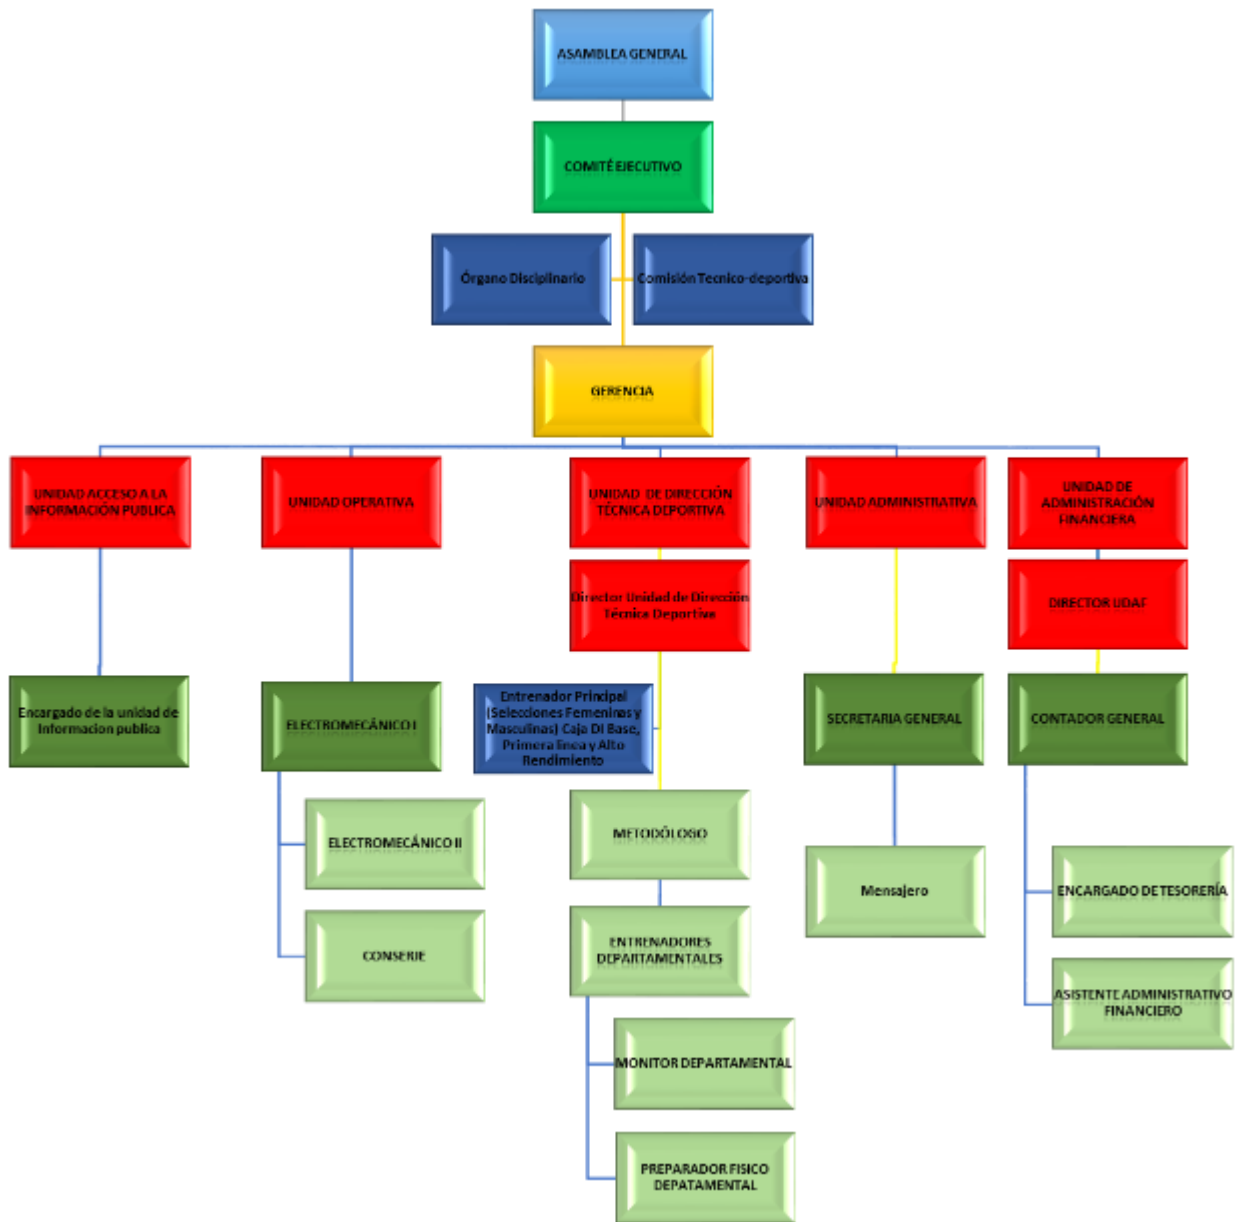 ASAMBLEA GENERAL
COMITÉ EJECUTIVO
Órgano Disciplinario
Comisión Tecnico-deportiva
GERENCIA
UNIDAD ACCESO A LA
INFORMACIÓN PUBLICA
UNIDAD OPERATIVA
UNIDAD DE DIRECCIÓN
TÉCNICA DEPORTIVA
UNIDAD ADMINISTRATIVA
UNIDAD DE
ADMINISTRACIÓN
FINANCIERA
Director Unidad de Dirección
Técnica Deportiva
DIRECTOR UDAF
Encargado de la unidad de
Informacion publica
ELECTROMECÁNICO I
Entrenador Principal
(Selecciones Femeninas y
Masculinas) Caja DI Base,
Primera linea y Alto
Rendimiento
SECRETARIA GENERAL
CONTADOR GENERAL
ELECTROMECÁNICO II
METODÓLOGO
Mensajero
ENCARGADO DE TESORERÍA
CONSERJE
ENTRENADORES
DEPARTAMENTALES
ASISTENTE ADMINISTRATIVO
FINANCIERO
MONITOR DEPARTAMENTAL
PREPARADOR FISICO
DEPATAMENTAL